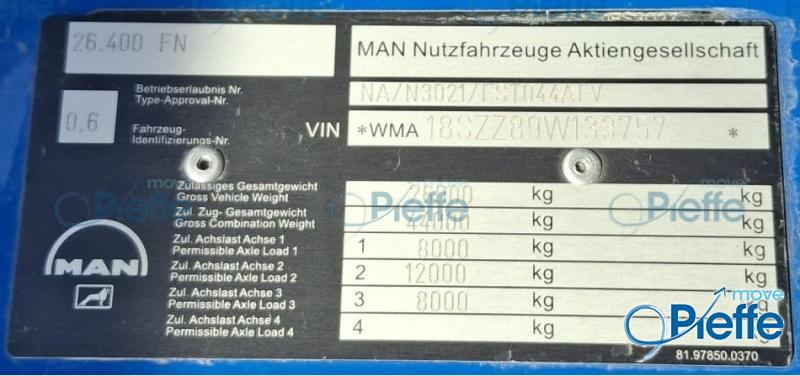 26.400 FN
MAN Nutzfahrzeuge Aktiengesellschaft
Betriebserlaubnis Nr.
Type-Approval-Nr.
NA/N3021/EST044AFV
0.6
Fahrzeug-
Identifizierungs-Nr.
VIN *WMA 18SZZ89W133757 *
Zulässiges Gesamtgewicht
Gross Vehicle Weight
26000 kg kg
Zul. Zug- Gesamtgewicht
Gross Combination Weight
44000 kg kg
Zul. Achslast Achse 1
Permissible Axle Load 1
1 8000 kg kg
Zul. Achslast Achse 2
Permissible Axle Load 2
2 12000 kg kg
Zul. Achslast Achse 3
Permissible Axle Load 3
3 8000 kg
Zul. Achslast Achse 4
Permissible Axle Load 4
4 kg
MAN
81.97850.0370
move
Pieffe
move
Pieffe
move
Pieffe